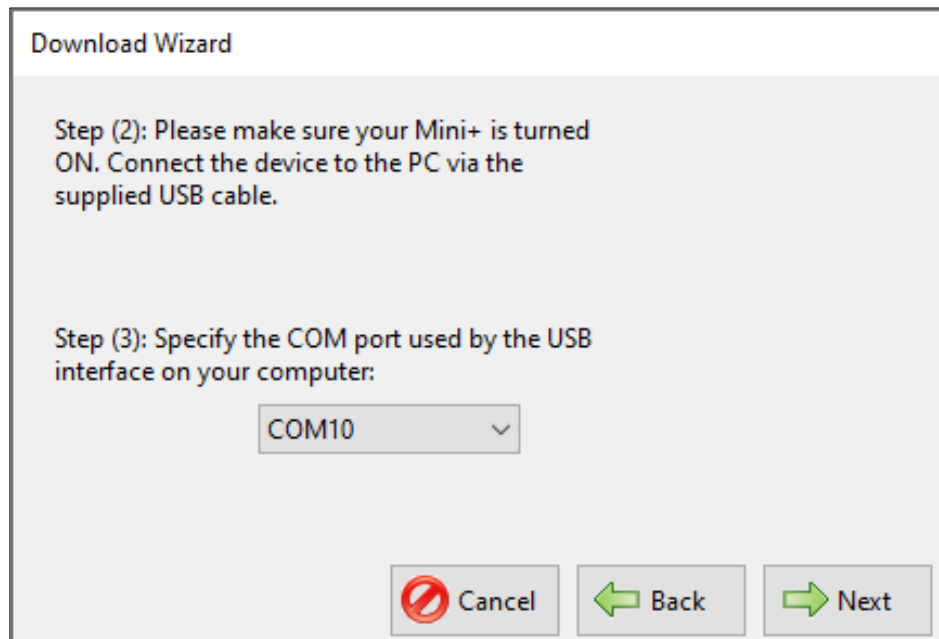 Download Wizard
Step (2): Please make sure your Mini+ is turned
ON. Connect the device to the PC via the
supplied USB cable.
Step (3): Specify the COM port used by the USB
interface on your computer:
COM10
Cancel
Back
Next